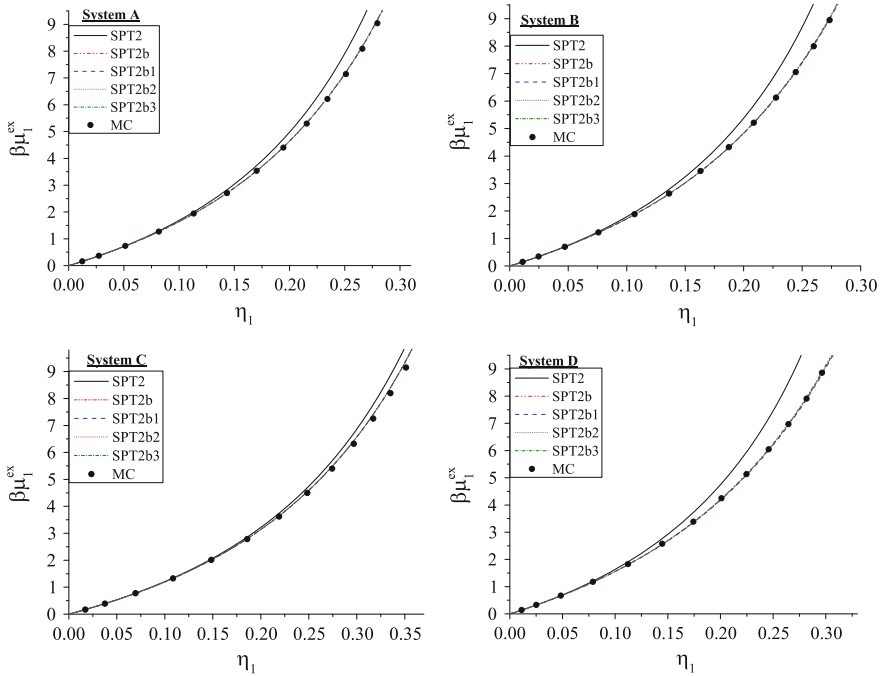 System A
SPT2
SPT2b
SPT2b1
SPT2b2
SPT2b3
MC
9
8
7
6
5
4
3
2
1
0
βμ₁ᵉˣ
0.00 0.05 0.10 0.15 0.20 0.25 0.30
η₁
System B
SPT2
SPT2b
SPT2b1
SPT2b2
SPT2b3
MC
9
8
7
6
5
4
3
2
1
0
βμ₁ᵉˣ
0.00 0.05 0.10 0.15 0.20 0.25 0.30
η₁
System C
SPT2
SPT2b
SPT2b1
SPT2b2
SPT2b3
MC
9
8
7
6
5
4
3
2
1
0
βμ₁ᵉˣ
0.00 0.05 0.10 0.15 0.20 0.25 0.30 0.35
η₁
System D
SPT2
SPT2b
SPT2b1
SPT2b2
SPT2b3
MC
9
8
7
6
5
4
3
2
1
0
βμ₁ᵉˣ
0.00 0.05 0.10 0.15 0.20 0.25 0.30
η₁